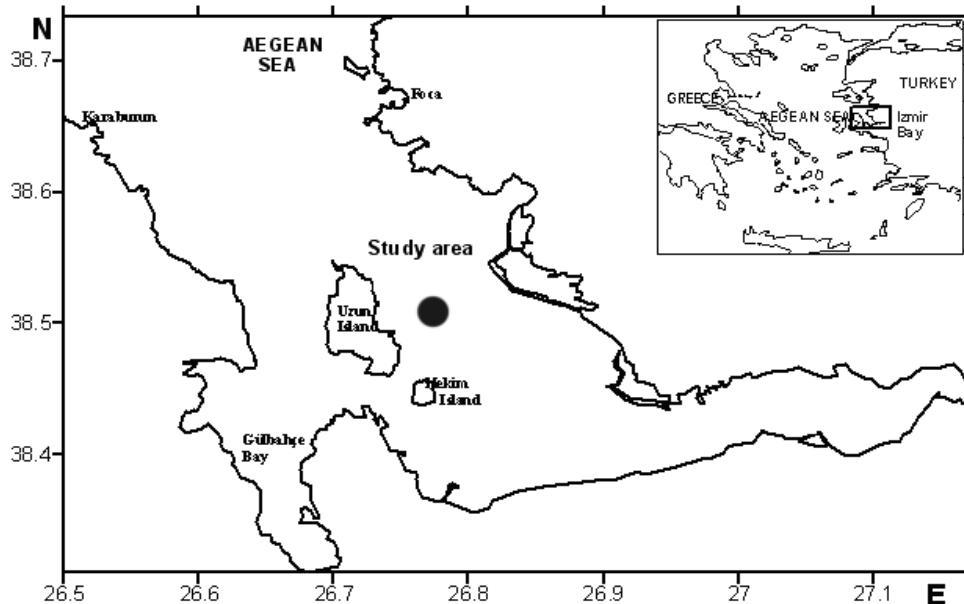 N
38.7
38.6
38.5
38.4
AEGEAN
SEA
Foca
Karaburun
Study area
Uzun
Island
Hekim
Island
Gülbahçe
Bay
TURKEY
GREECE
AEGEAN SEA
Izmir
Bay
26.5
26.6
26.7
26.8
26.9
27
27.1
E